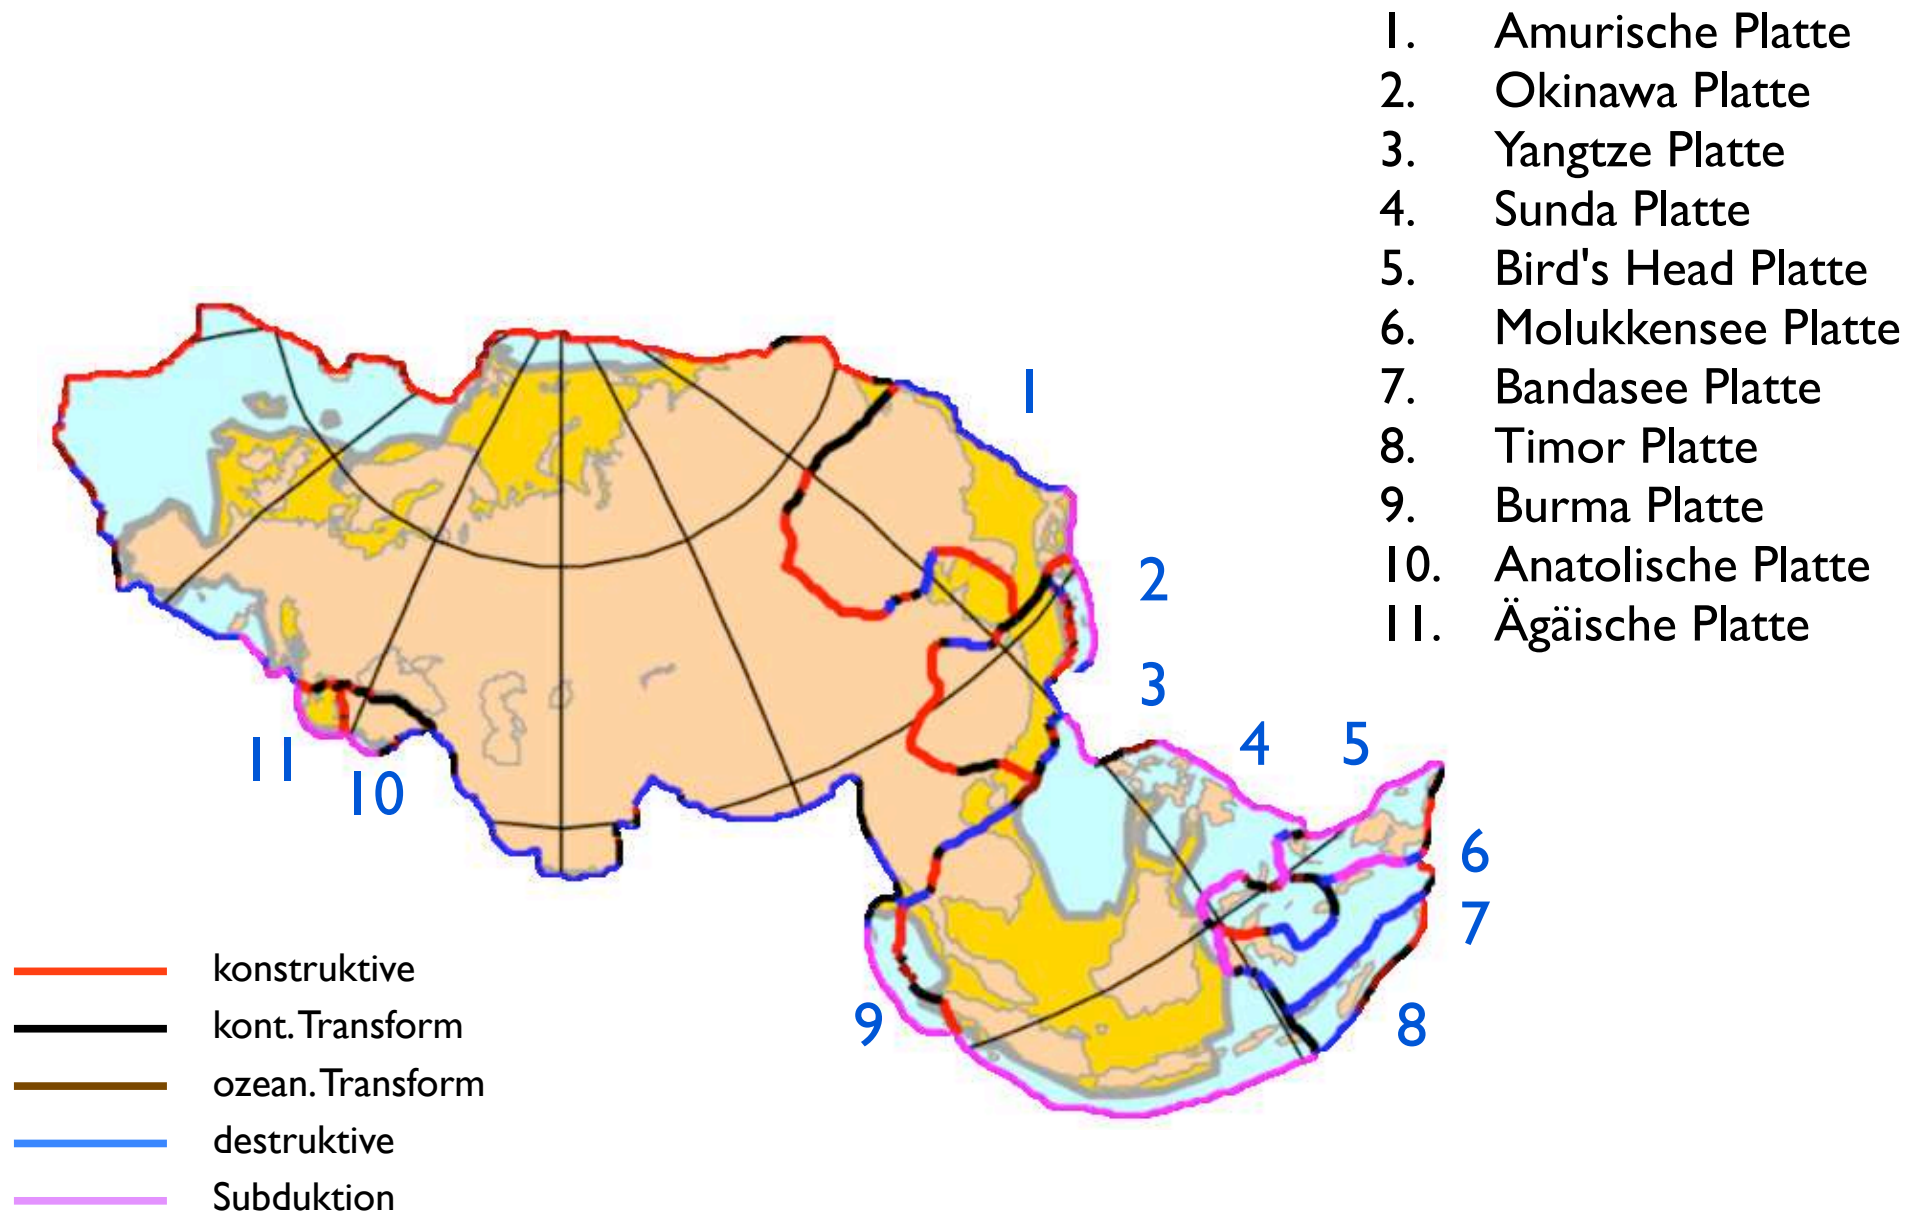 1. Amurische Platte
2. Okinawa Platte
3. Yangtze Platte
4. Sunda Platte
5. Bird's Head Platte
6. Molukkensee Platte
7. Bandasee Platte
8. Timor Platte
9. Burma Platte
10. Anatolische Platte
11. Ägäische Platte
1
2
3
4 5
11
10
6
7
9 8
konstruktive
kont. Transform
ozean. Transform
destruktive
Subduktion